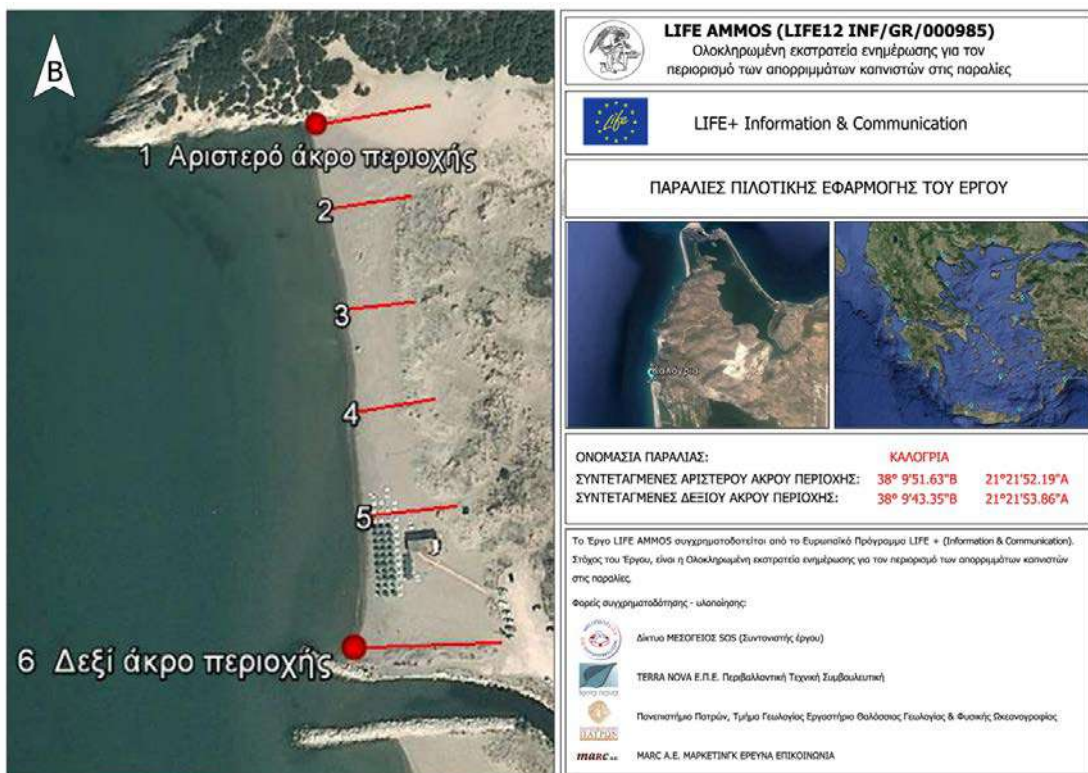 Β
1 Αριστερό άκρο περιοχής
2
3
4
5
6 Δεξί άκρο περιοχής
LIFE AMMOS (LIFE12 INF/GR/000985)
Ολοκληρωμένη εκστρατεία ενημέρωσης για τον
περιορισμό των απορριμμάτων καπνιστών στις παραλίες
Life
LIFE+ Information & Communication
ΠΑΡΑΛΙΕΣ ΠΙΛΟΤΙΚΗΣ ΕΦΑΡΜΟΓΗΣ ΤΟΥ ΕΡΓΟΥ
Καλογριά
ΟΝΟΜΑΣΙΑ ΠΑΡΑΛΙΑΣ: ΚΑΛΟΓΡΙΑ
ΣΥΝΤΕΤΑΓΜΕΝΕΣ ΑΡΙΣΤΕΡΟΥ ΑΚΡΟΥ ΠΕΡΙΟΧΗΣ: 38° 9'51.63"Β 21°21'52.19"Α
ΣΥΝΤΕΤΑΓΜΕΝΕΣ ΔΕΞΙΟΥ ΑΚΡΟΥ ΠΕΡΙΟΧΗΣ: 38° 9'43.35"Β 21°21'53.86"Α
Το Έργο LIFE AMMOS συγχρηματοδοτείται από το Ευρωπαϊκό Πρόγραμμα LIFE + (Information & Communication).
Στόχος του Έργου, είναι η Ολοκληρωμένη εκστρατεία ενημέρωσης για τον περιορισμό των απορριμμάτων καπνιστών
στις παραλίες.
Φορείς συγχρηματοδότησης - υλοποίησης:
Δίκτυο ΜΕΣΟΓΕΙΟΣ SOS (Συντονιστής έργου)
terra nova
TERRA NOVA Ε.Π.Ε. Περιβαλλοντική Τεχνική Συμβουλευτική
ΠΑΤΡΩΝ
Πανεπιστήμιο Πατρών, Τμήμα Γεωλογίας Εργαστήριο Θαλάσσιας Γεωλογίας & Φυσικής Ωκεανογραφίας
marc A.E.
MARC Α.Ε. ΜΑΡΚΕΤΙΝΓΚ ΕΡΕΥΝΑ ΕΠΙΚΟΙΝΩΝΙΑ